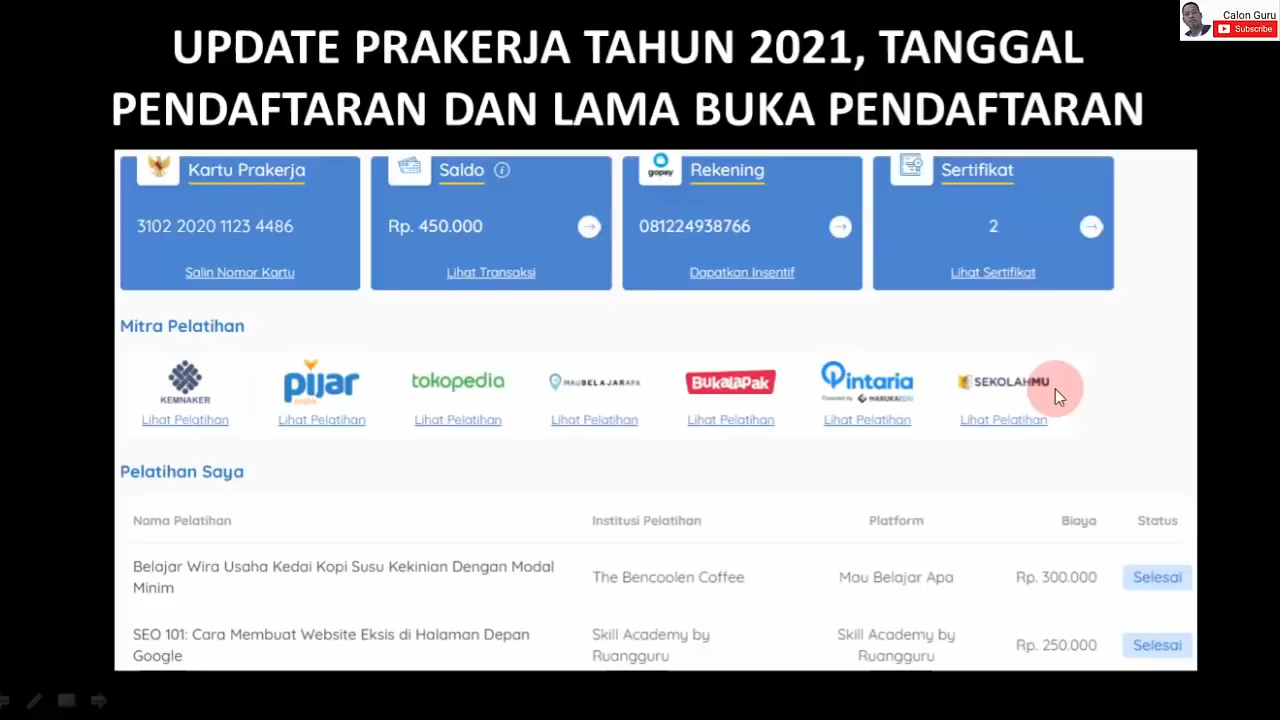 Calon Guru
Subscribe
UPDATE PRAKERJA TAHUN 2021, TANGGAL
PENDAFTARAN DAN LAMA BUKA PENDAFTARAN
Kartu Prakerja
3102 2020 1123 4486
Salin Nomor Kartu
Saldo
Rp. 450.000
Lihat Transaksi
gopay
Rekening
081224938766
Dapatkan Insentif
Sertifikat
2
Lihat Sertifikat
Mitra Pelatihan
KEMNAKER
Lihat Pelatihan
pijar
Lihat Pelatihan
tokopedia
Lihat Pelatihan
MAUBELAJARAPA
Lihat Pelatihan
BukalaPak
Lihat Pelatihan
Pintaria
Powered by HARUKAEDU
Lihat Pelatihan
SEKOLAHMU
Lihat Pelatihan
Pelatihan Saya
Nama Pelatihan Institusi Pelatihan Platform Biaya Status
Belajar Wira Usaha Kedai Kopi Susu Kekinian Dengan Modal
Minim
The Bencoolen Coffee Mau Belajar Apa Rp. 300.000 Selesai
SEO 101: Cara Membuat Website Eksis di Halaman Depan
Google
Skill Academy by
Ruangguru
Skill Academy by
Ruangguru
Rp. 250.000 Selesai